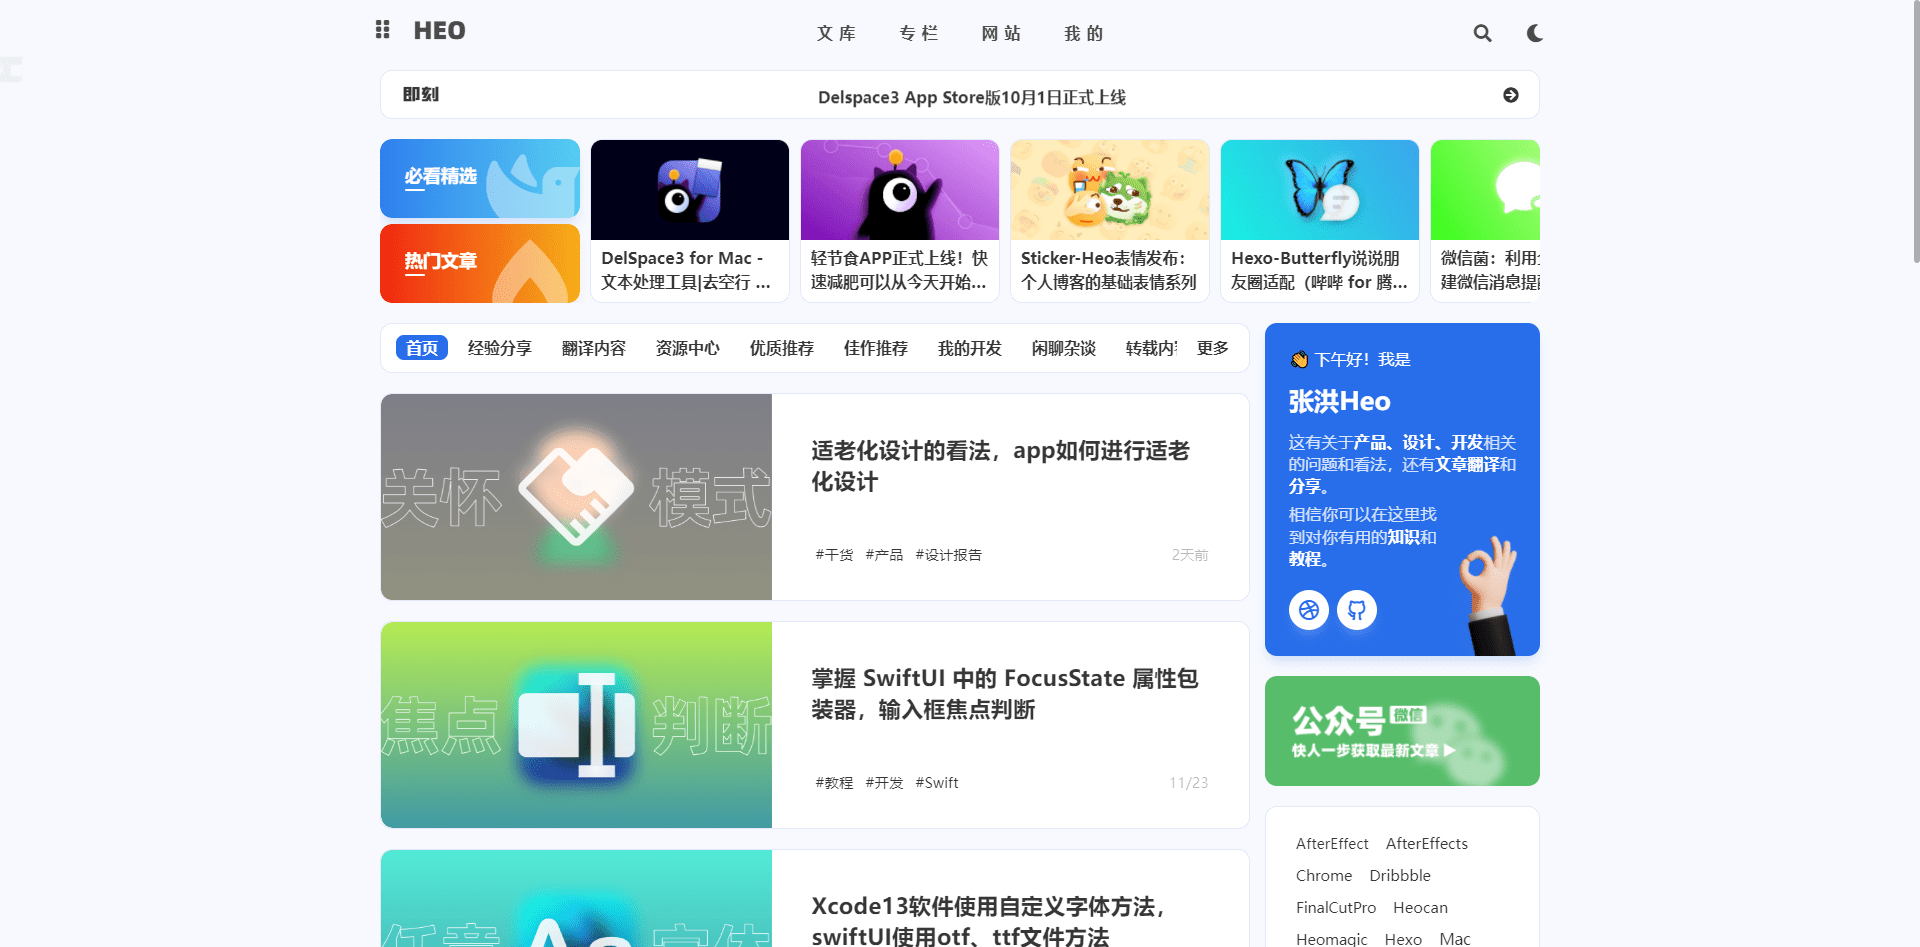 HEO
文库 专栏 网站 我的
即刻
Delspace3 App Store版10月1日正式上线
必看精选
热门文章
DelSpace3 for Mac -
文本处理工具|去空行 ...
轻节食APP正式上线！快
速减肥可以从今天开始...
Sticker-Heo表情发布：
个人博客的基础表情系列
Hexo-Butterfly说说朋
友圈适配（哔哔 for 腾...
微信菌：利用
建微信消息提
首页 经验分享 翻译内容 资源中心 优质推荐 佳作推荐 我的开发 闲聊杂谈 转载内 更多
关怀 模式
适老化设计的看法，app如何进行适老
化设计
#干货 #产品 #设计报告
2天前
焦点 判断
掌握 SwiftUI 中的 FocusState 属性包
装器，输入框焦点判断
#教程 #开发 #Swift
11/23
任意 字体
Aa
Xcode13软件使用自定义字体方法，
swiftUI使用otf、ttf文件方法
👋 下午好！我是
张洪Heo
这有关于产品、设计、开发相关
的问题和看法，还有文章翻译和
分享。
相信你可以在这里找
到对你有用的知识和
教程。
公众号 微信
快人一步获取最新文章 ▶
AfterEffect AfterEffects
Chrome Dribbble
FinalCutPro Heocan
Heomagic Hexo Mac